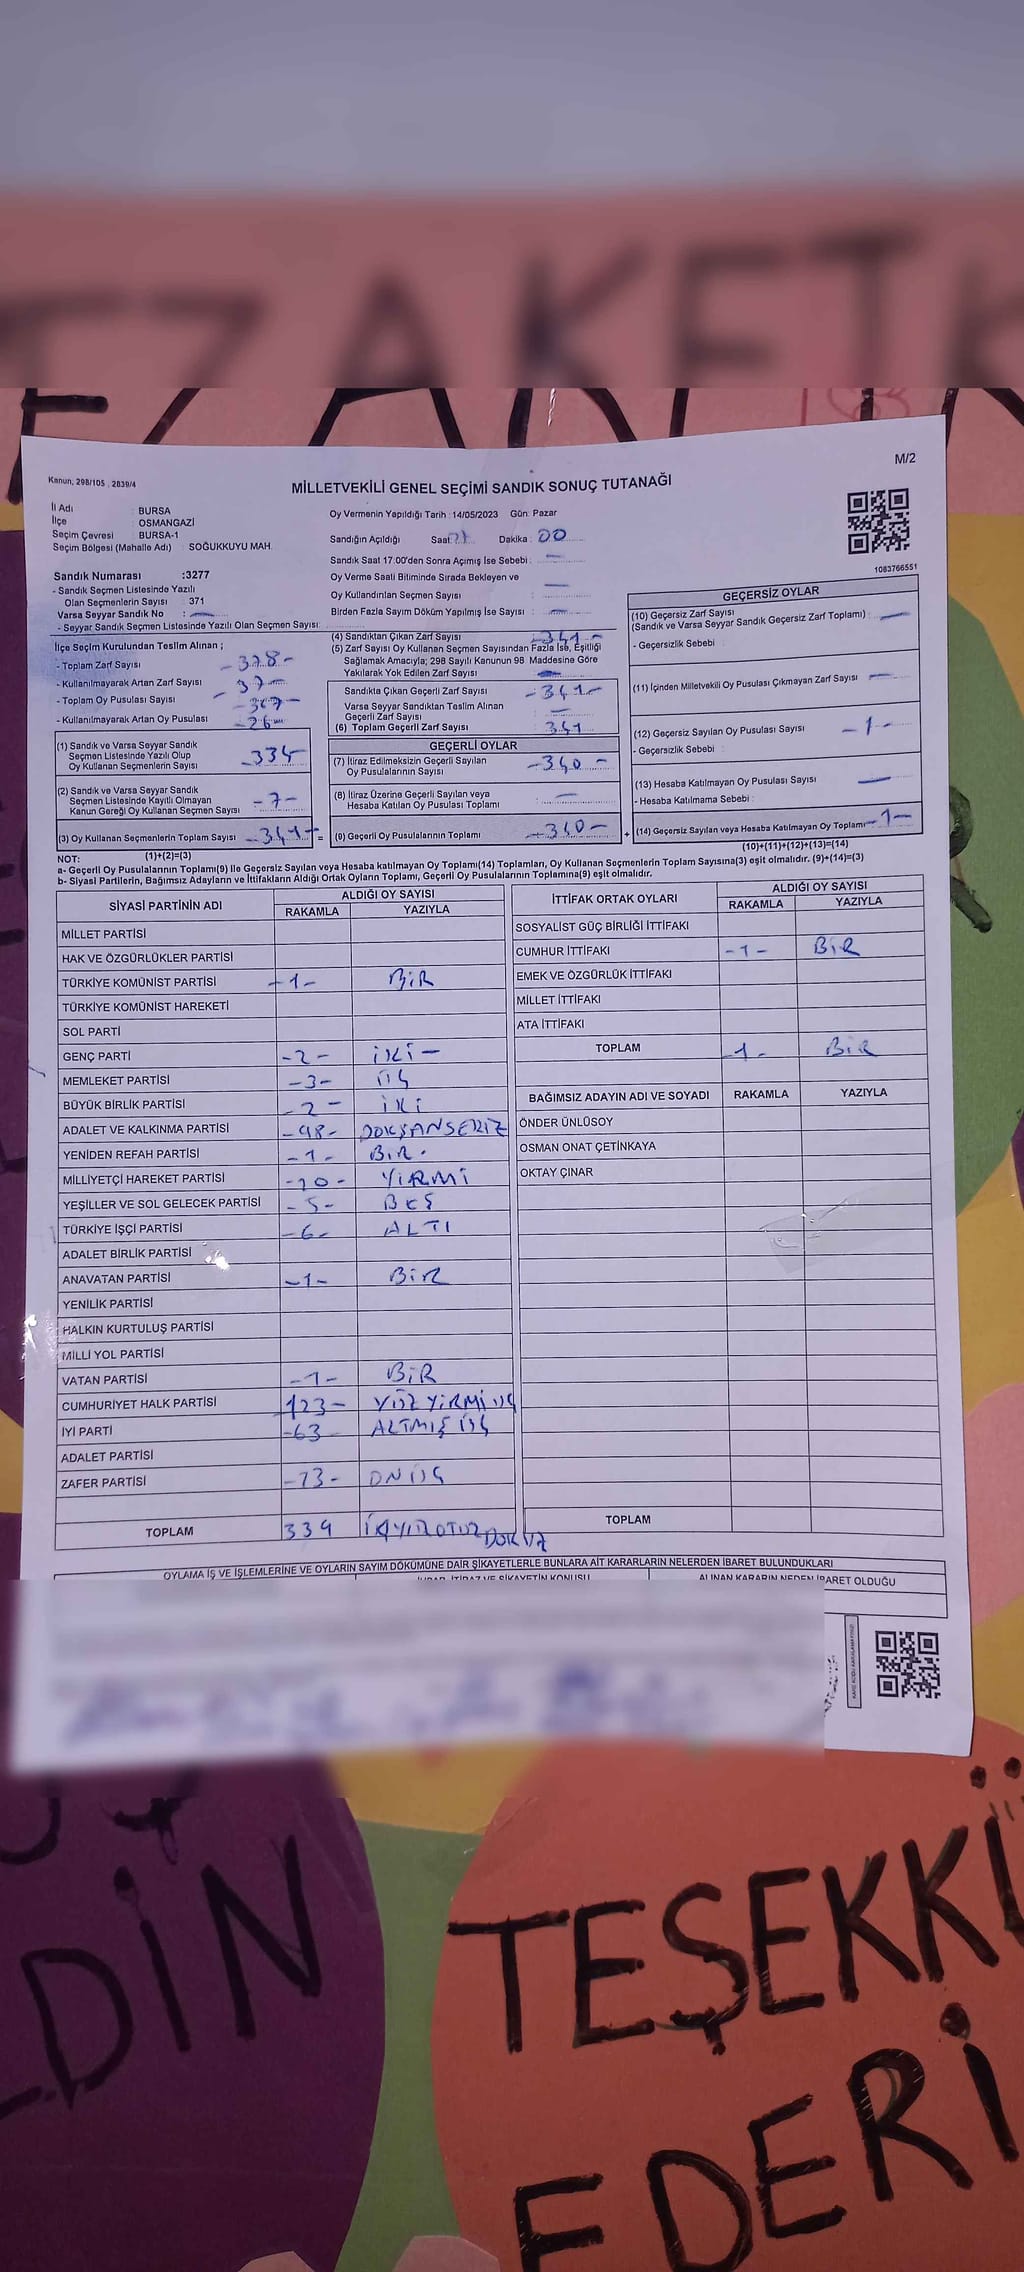 EZAKETK
M/2
Kanun, 298/105 , 2839/4
MİLLETVEKİLİ GENEL SEÇİMİ SANDIK SONUÇ TUTANAĞI
İl Adı : BURSA
İlçe : OSMANGAZİ
Seçim Çevresi : BURSA-1
Seçim Bölgesi (Mahalle Adı) : SOĞUKKUYU MAH.
Oy Vermenin Yapıldığı Tarih :14/05/2023 Gün: Pazar
Sandığın Açıldığı Saat: 21 Dakika : 00
Sandık Saat 17:00'den Sonra Açımış İse Sebebi : —
Oy Verme Saati Bitiminde Sırada Bekleyen ve
Oy Kullandırılan Seçmen Sayısı : —
Birden Fazla Sayım Döküm Yapılmış İse Sayısı : —
1083766551
Sandık Numarası :3277
- Sandık Seçmen Listesinde Yazılı
Olan Seçmenlerin Sayısı : 371
Varsa Seyyar Sandık No : —
- Seyyar Sandık Seçmen Listesinde Yazılı Olan Seçmen Sayısı:
İlçe Seçim Kurulundan Teslim Alınan ;
- Toplam Zarf Sayısı -378-
- Kullanılmayarak Artan Zarf Sayısı -37-
- Toplam Oy Pusulası Sayısı -367-
- Kullanılmayarak Artan Oy Pusulası -26-
(1) Sandık ve Varsa Seyyar Sandık
Seçmen Listesinde Yazılı Olup
Oy Kullanan Seçmenlerin Sayısı -334
(2) Sandık ve Varsa Seyyar Sandık
Seçmen Listesinde Kayıtlı Olmayan
Kanun Gereği Oy Kullanan Seçmen Sayısı -7-
(3) Oy Kullanan Seçmenlerin Toplam Sayısı -341- =
(1)+(2)=(3)
(4) Sandıktan Çıkan Zarf Sayısı -341-
(5) Zarf Sayısı Oy Kullanan Seçmen Sayısından Fazla İse, Eşitliği
Sağlamak Amacıyla; 298 Sayılı Kanunun 98 Maddesine Göre
Yakılarak Yok Edilen Zarf Sayısı —
Sandıkta Çıkan Geçerli Zarf Sayısı -341-
Varsa Seyyar Sandıktan Teslim Alınan
Geçerli Zarf Sayısı —
(6) Toplam Geçerli Zarf Sayısı 341
GEÇERLİ OYLAR
(7) İtiraz Edilmeksizin Geçerli Sayılan
Oy Pusulalarının Sayısı -340-
(8) İtiraz Üzerine Geçerli Sayılan veya
Hesaba Katılan Oy Pusulası Toplamı —
(9) Geçerli Oy Pusulalarının Toplamı -340- +
GEÇERSİZ OYLAR
(10) Geçersiz Zarf Sayısı
(Sandık ve Varsa Seyyar Sandık Geçersiz Zarf Toplamı) : —
- Geçersizlik Sebebi :
(11) İçinden Milletvekili Oy Pusulası Çıkmayan Zarf Sayısı —
(12) Geçersiz Sayılan Oy Pusulası Sayısı -1-
- Geçersizlik Sebebi :
(13) Hesaba Katılmayan Oy Pusulası Sayısı —
- Hesaba Katılmama Sebebi :
(14) Geçersiz Sayılan veya Hesaba Katılmayan Oy Toplamı -1-
(10)+(11)+(12)+(13)=(14)
NOT:
a- Geçerli Oy Pusulalarının Toplamı(9) ile Geçersiz Sayılan veya Hesaba katılmayan Oy Toplamı(14) Toplamları, Oy Kullanan Seçmenlerin Toplam Sayısına(3) eşit olmalıdır. (9)+(14)=(3)
b- Siyasi Partilerin, Bağımsız Adayların ve İttifakların Aldığı Ortak Oyların Toplamı, Geçerli Oy Pusulalarının Toplamına(9) eşit olmalıdır.
SİYASİ PARTİNİN ADI ALDIĞI OY SAYISI
RAKAMLA YAZIYLA
MİLLET PARTİSİ
HAK VE ÖZGÜRLÜKLER PARTİSİ
TÜRKİYE KOMÜNİST PARTİSİ -1- BİR
TÜRKİYE KOMÜNİST HAREKETİ
SOL PARTİ
GENÇ PARTİ -2- İKİ-
MEMLEKET PARTİSİ -3- ÜÇ
BÜYÜK BİRLİK PARTİSİ -2- İKİ
ADALET VE KALKINMA PARTİSİ -98- DOKSANSEKİZ
YENİDEN REFAH PARTİSİ -1- BİR.
MİLLİYETÇİ HAREKET PARTİSİ -20- YİRMİ
YEŞİLLER VE SOL GELECEK PARTİSİ -5- BEŞ
TÜRKİYE İŞÇİ PARTİSİ -6- ALTI
ADALET BİRLİK PARTİSİ
ANAVATAN PARTİSİ -1- BİR
YENİLİK PARTİSİ
HALKIN KURTULUŞ PARTİSİ
MİLLİ YOL PARTİSİ
VATAN PARTİSİ -1- BİR
CUMHURİYET HALK PARTİSİ 123- YÜZ YİRMİ ÜÇ
İYİ PARTİ -63 ALTMIŞ ÜÇ
ADALET PARTİSİ
ZAFER PARTİSİ -13- ON ÜÇ
TOPLAM 339
İTTİFAK ORTAK OYLARI ALDIĞI OY SAYISI
RAKAMLA YAZIYLA
SOSYALİST GÜÇ BİRLİĞİ İTTİFAKI
CUMHUR İTTİFAKI -1- BİR
EMEK VE ÖZGÜRLÜK İTTİFAKI
MİLLET İTTİFAKI
ATA İTTİFAKI
TOPLAM -1- BİR
BAĞIMSIZ ADAYIN ADI VE SOYADI RAKAMLA YAZIYLA
ÖNDER ÜNLÜSOY
OSMAN ONAT ÇETİNKAYA
OKTAY ÇINAR
TOPLAM
OYLAMA İŞ VE İŞLEMLERİNE VE OYLARIN SAYIM DÖKÜMÜNE DAİR ŞİKAYETLERLE BUNLARA AİT KARARLARIN NELERDEN İBARET BULUNDUKLARI
İHBAR, İTİRAZ VE ŞİKAYETİN KONUSU ALINAN KARARIN NEDEN İBARET OLDUĞU
DİN
TEŞEKKÜ
EDERİ